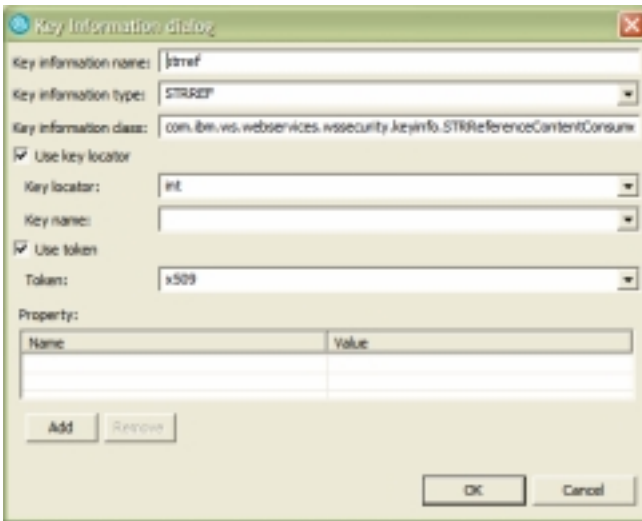 Key Information dialog
Key information name: strref
Key information type: STRREF
Key information class: com.ibm.ws.webservices.wssecurity.keyinfo.STRReferenceContentConsum
Use key locator
Key locator: int
Key name:
Use token
Token: x509
Property:
Name Value
Add Remove
OK Cancel